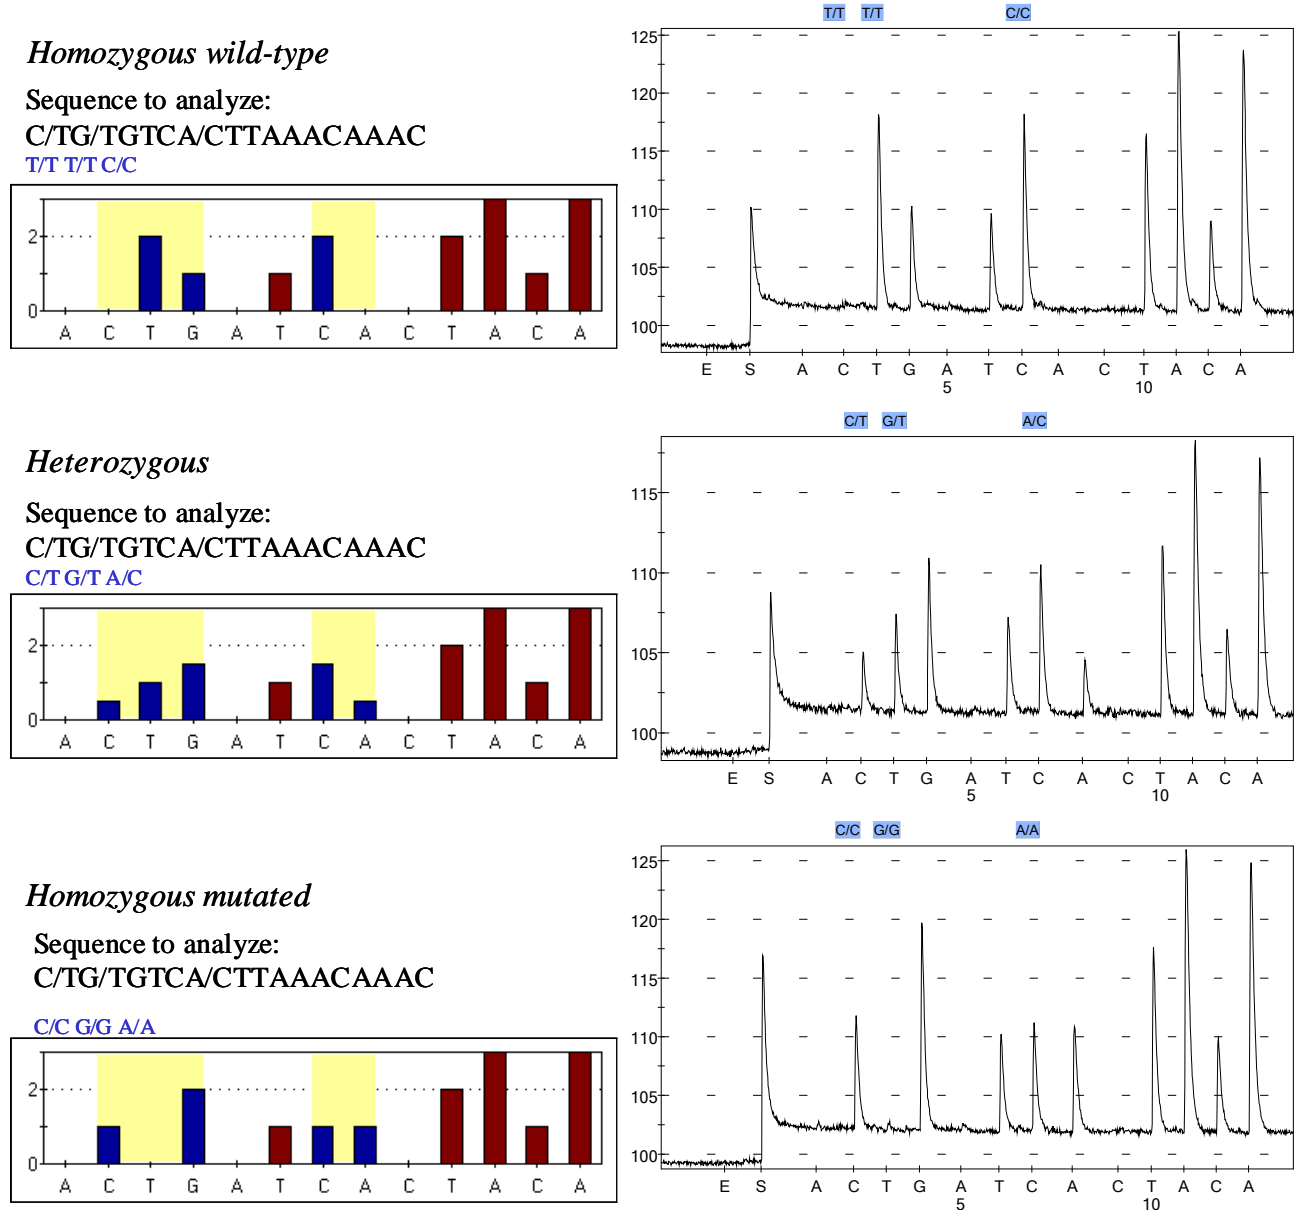 Homozygous wild-type
Sequence to analyze:
C/TG/TGTCA/CTTAAACAAAC
T/T T/T C/C
2
0
A C T G A T C A C T A C A
T/T T/T C/C
125
120
115
110
105
100
E S A C T G A T C A C T A C A
5 10
Heterozygous
Sequence to analyze:
C/TG/TGTCA/CTTAAACAAAC
C/T G/T A/C
2
0
A C T G A T C A C T A C A
C/T G/T A/C
115
110
105
100
E S A C T G A T C A C T A C A
5 10
Homozygous mutated
Sequence to analyze:
C/TG/TGTCA/CTTAAACAAAC
C/C G/G A/A
2
0
A C T G A T C A C T A C A
C/C G/G A/A
125
120
115
110
105
100
E S A C T G A T C A C T A C A
5 10